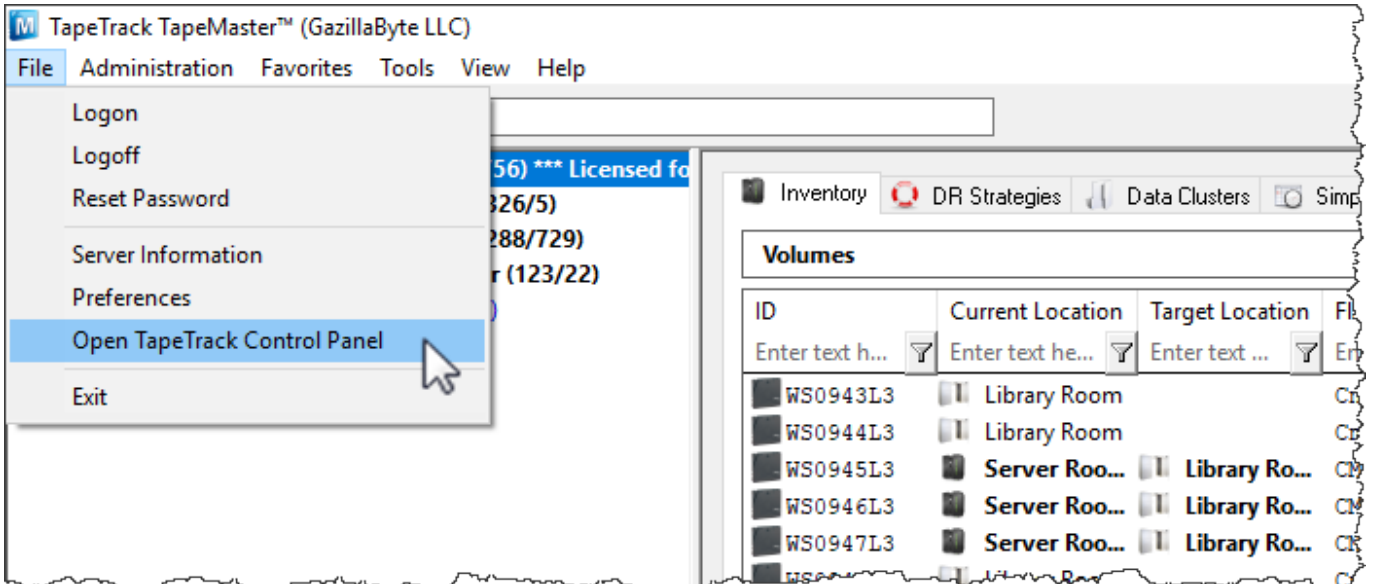 TapeTrack TapeMaster™ (GazillaByte LLC)
File Administration Favorites Tools View Help
Logon
Logoff
Reset Password
Server Information
Preferences
Open TapeTrack Control Panel
Exit
56) *** Licensed fo
326/5)
288/729)
r (123/22)
)
Inventory DR Strategies Data Clusters Simp
Volumes
ID Current Location Target Location
Enter text h... Enter text he... Enter text ...
WS0943L3 Library Room
WS0944L3 Library Room
WS0945L3 Server Roo... Library Ro...
WS0946L3 Server Roo... Library Ro...
WS0947L3 Server Roo... Library Ro...